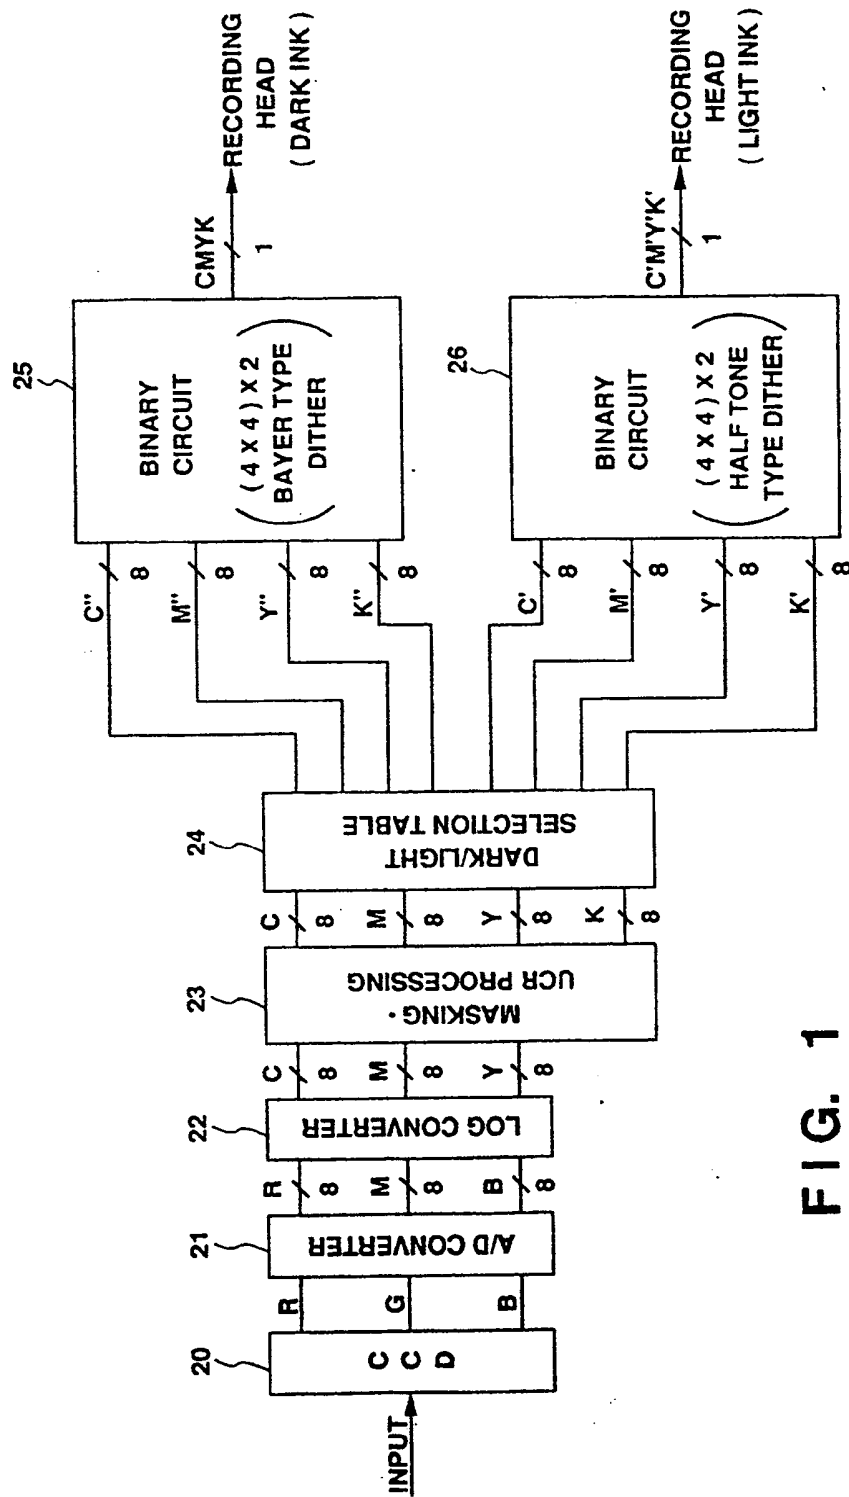 INPUT
20
C C D
R
G
B
21
A/D CONVERTER
R
8
M
8
B
8
22
LOG CONVERTER
C
8
M
8
Y
8
23
MASKING ·
UCR PROCESSING
C
8
M
8
Y
8
K
8
24
DARK/LIGHT
SELECTION TABLE
C"
8
M"
8
Y"
8
K"
8
C'
8
M'
8
Y'
8
K'
8
25
BINARY
CIRCUIT
( 4 X 4 ) X 2
BAYER TYPE
DITHER
CMYK
1
RECORDING
HEAD
( DARK INK )
26
BINARY
CIRCUIT
( 4 X 4 ) X 2
HALF TONE
TYPE DITHER
C'M'Y'K'
1
RECORDING
HEAD
( LIGHT INK )
FIG. 1